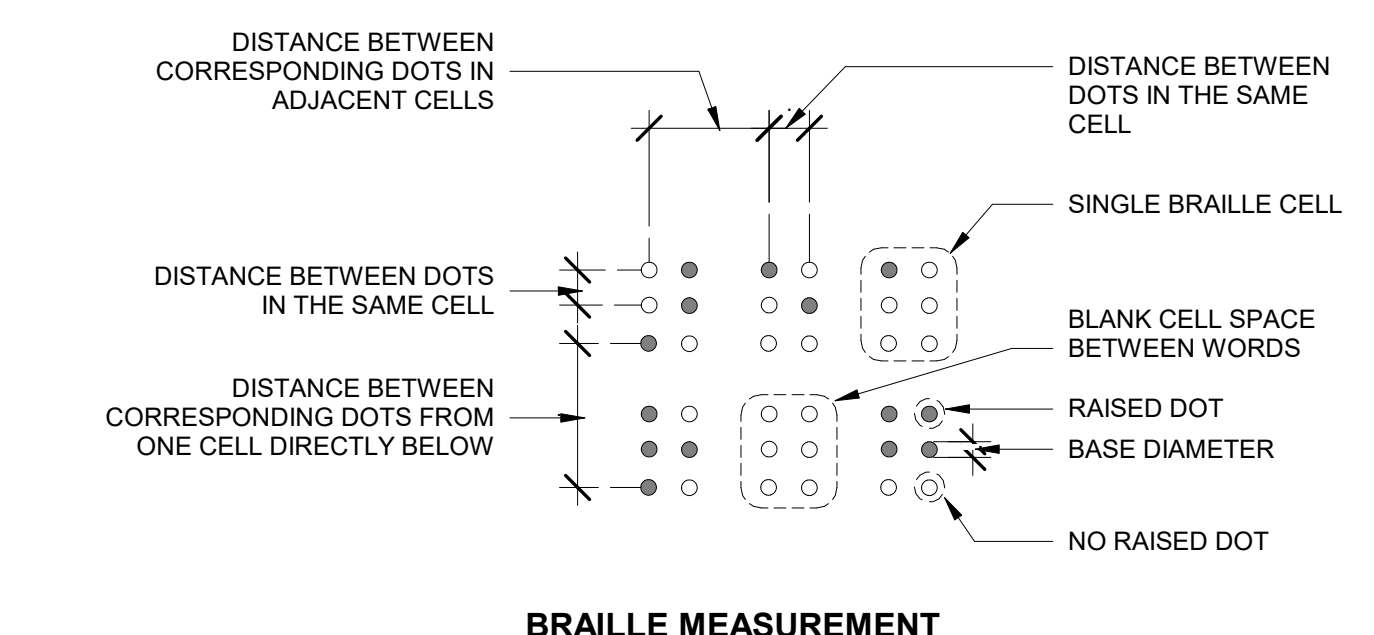 DISTANCE BETWEEN
CORRESPONDING DOTS IN
ADJACENT CELLS
DISTANCE BETWEEN
DOTS IN THE SAME
CELL
SINGLE BRAILLE CELL
DISTANCE BETWEEN DOTS
IN THE SAME CELL
BLANK CELL SPACE
BETWEEN WORDS
DISTANCE BETWEEN
CORRESPONDING DOTS FROM
ONE CELL DIRECTLY BELOW
RAISED DOT
BASE DIAMETER
NO RAISED DOT
BRAILLE MEASUREMENT